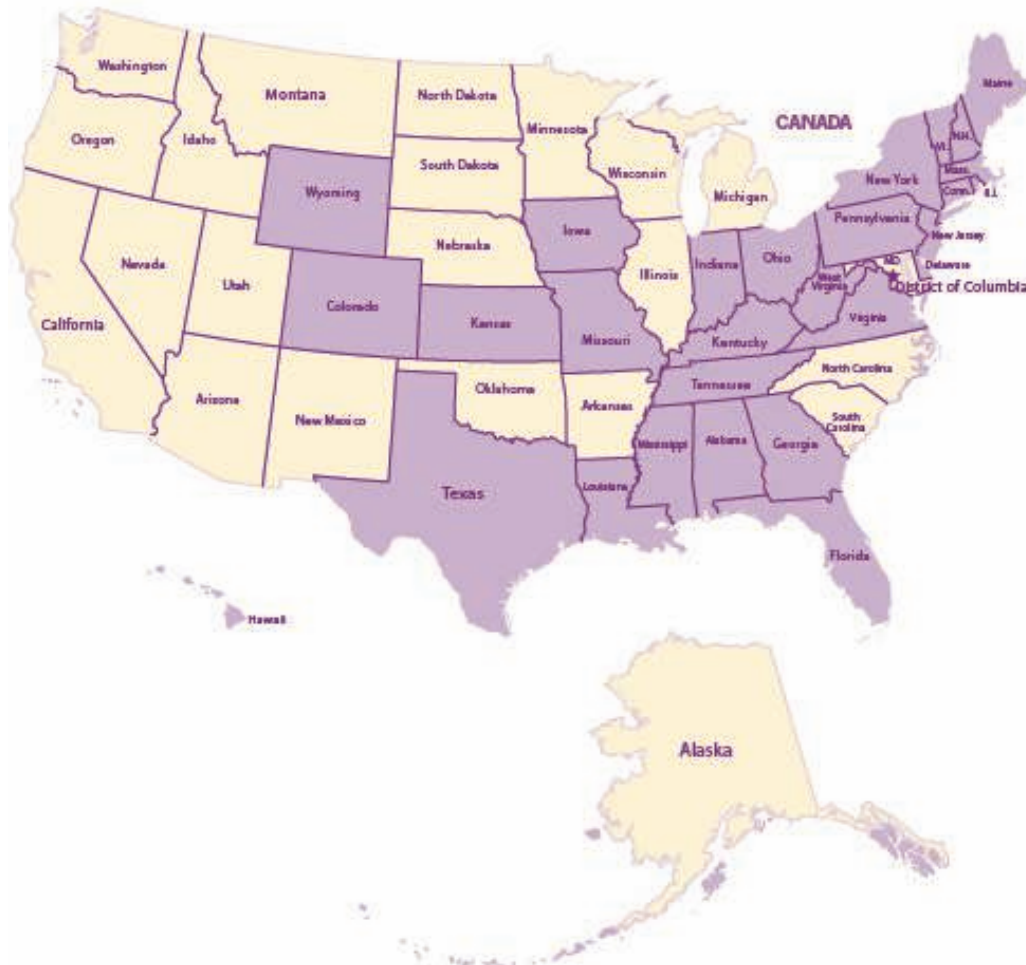 Washington
Montana
North Dakota
Minnesota
Maine
Oregon
Idaho
CANADA
Vt.
N.H.
South Dakota
Wisconsin
Michigan
New York
Mass.
Conn.
R.I.
Wyoming
Iowa
Pennsylvania
New Jersey
Nebraska
Nevada
Utah
Illinois
Indiana
Ohio
MD
Delaware
West
Virginia
District of Columbia
California
Colorado
Kansas
Missouri
Kentucky
Virginia
Arizona
New Mexico
Oklahoma
Arkansas
Tennessee
North Carolina
South
Carolina
Mississippi
Alabama
Georgia
Texas
Louisiana
Florida
Hawaii
Alaska